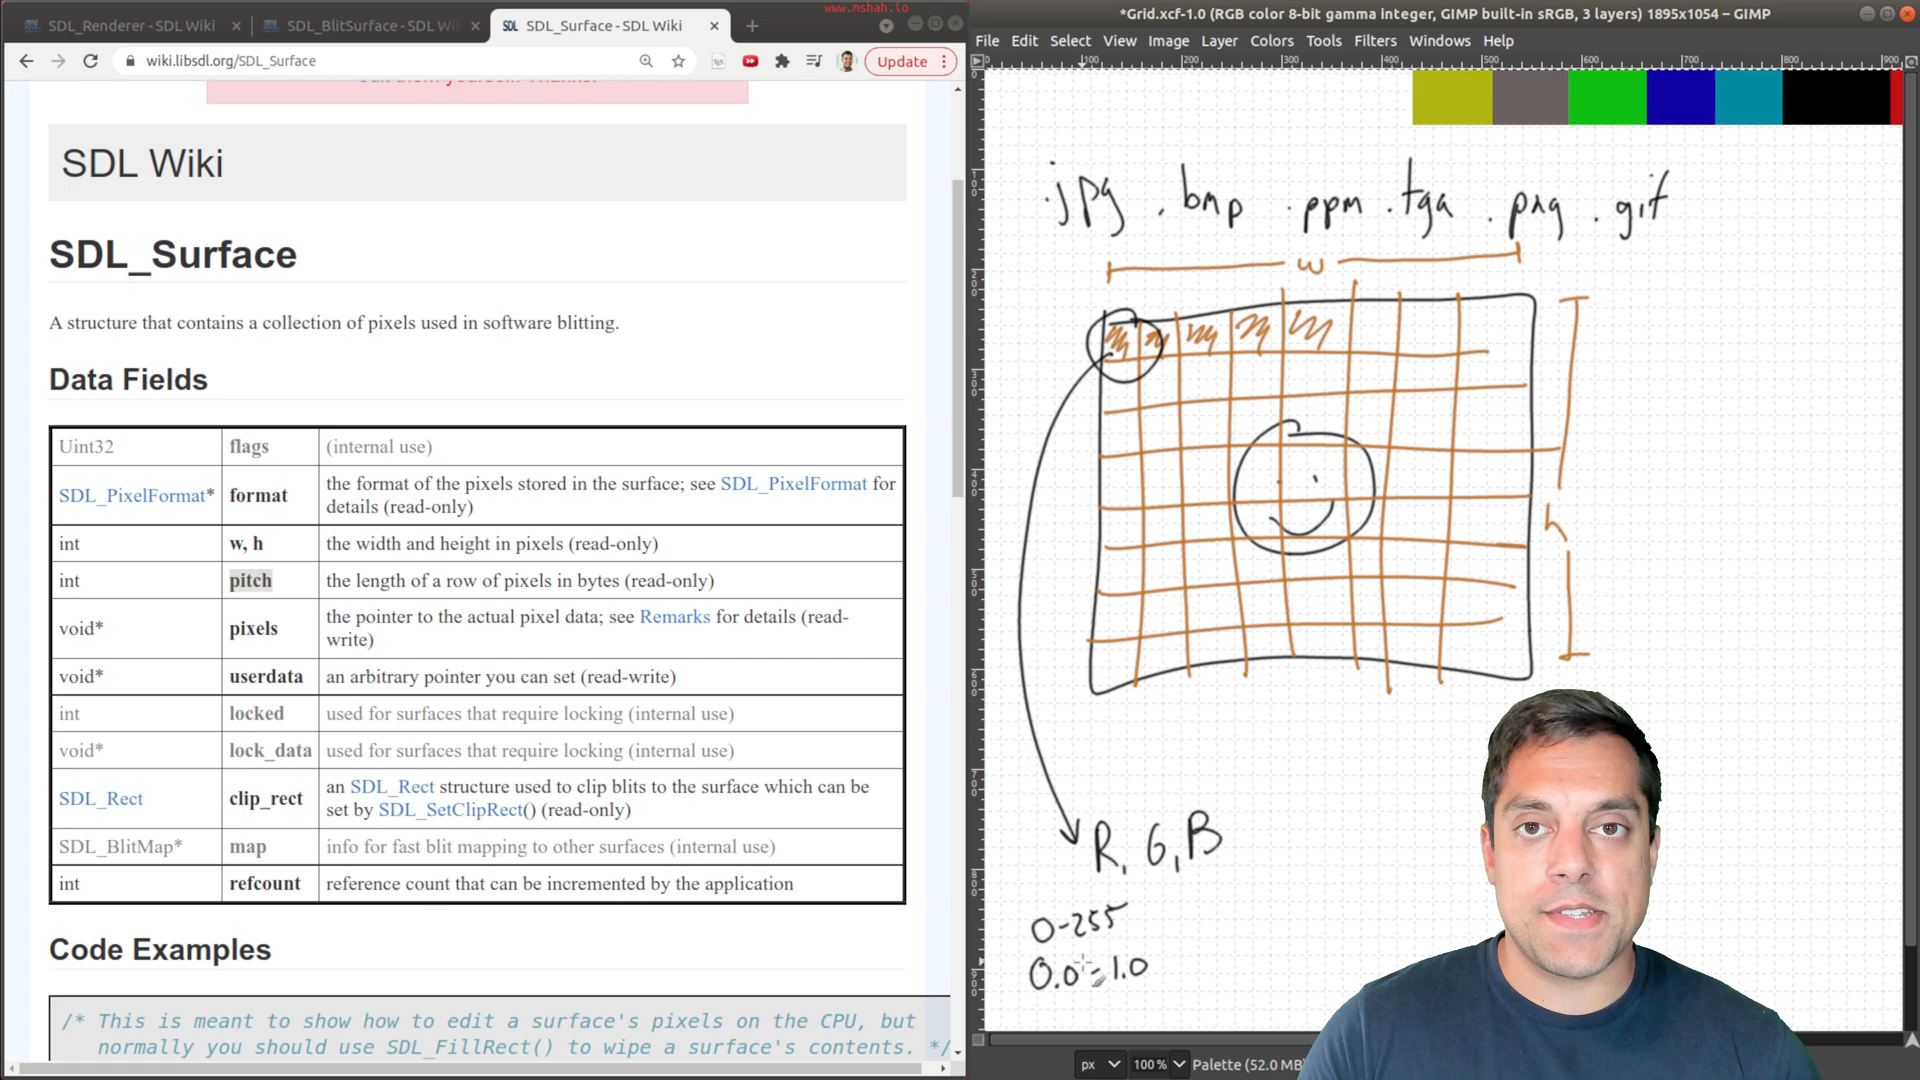 www.mshah.io
SDL_Renderer - SDL Wiki
SDL_BlitSurface - SDL Wiki
SDL_Surface - SDL Wiki
wiki.libsdl.org/SDL_Surface
Update
SDL Wiki
SDL_Surface
A structure that contains a collection of pixels used in software blitting.
Data Fields
Uint32 flags (internal use)
SDL_PixelFormat* format the format of the pixels stored in the surface; see SDL_PixelFormat for
details (read-only)
int w, h the width and height in pixels (read-only)
int pitch the length of a row of pixels in bytes (read-only)
void* pixels the pointer to the actual pixel data; see Remarks for details (read-
write)
void* userdata an arbitrary pointer you can set (read-write)
int locked used for surfaces that require locking (internal use)
void* lock_data used for surfaces that require locking (internal use)
SDL_Rect clip_rect an SDL_Rect structure used to clip blits to the surface which can be
set by SDL_SetClipRect() (read-only)
SDL_BlitMap* map info for fast blit mapping to other surfaces (internal use)
int refcount reference count that can be incremented by the application
Code Examples
/* This is meant to show how to edit a surface's pixels on the CPU, but
normally you should use SDL_FillRect() to wipe a surface's contents. */
*Grid.xcf-1.0 (RGB color 8-bit gamma integer, GIMP built-in sRGB, 3 layers) 1895x1054 – GIMP
File Edit Select View Image Layer Colors Tools Filters Windows Help
0 100 200 300 400 500 600 700 800 900
.jpg .bmp .ppm .tga .png .gif
w
h
R, G, B
0-255
0.0-1.0
px 100% Palette (52.0 MB)